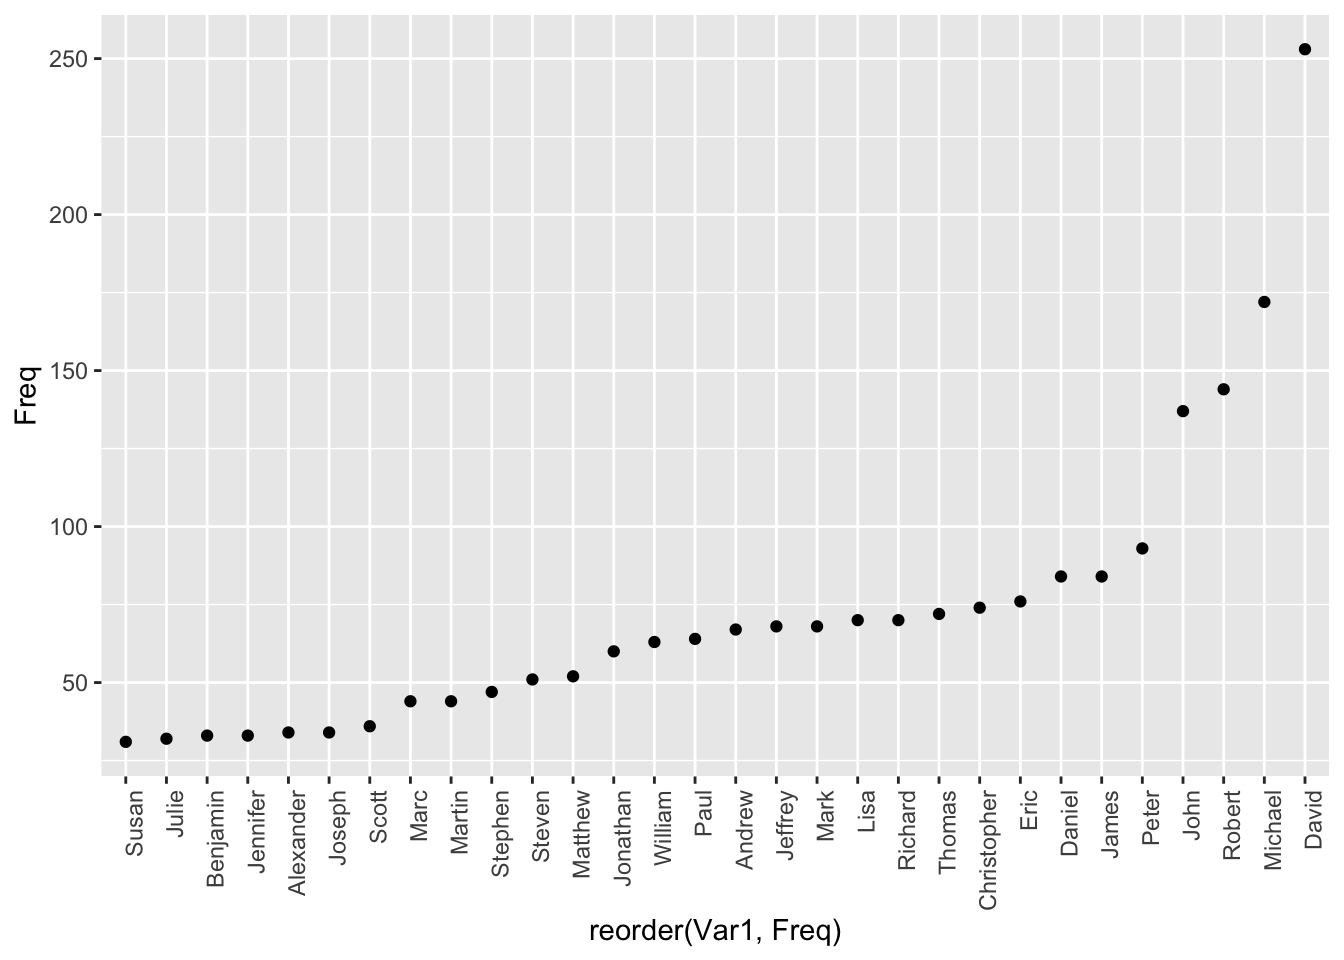 250
200
150
100
50
Freq
Susan
Julie
Benjamin
Jennifer
Alexander
Joseph
Scott
Marc
Martin
Stephen
Steven
Matthew
Jonathan
William
Paul
Andrew
Jeffrey
Mark
Lisa
Richard
Thomas
Christopher
Eric
Daniel
James
Peter
John
Robert
Michael
David
reorder(Var1, Freq)